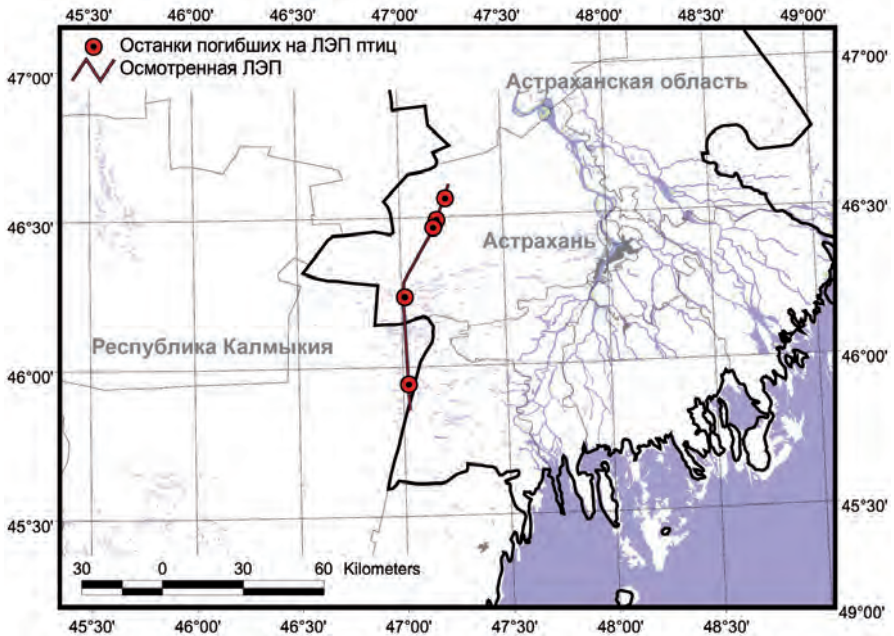 45°30' 46°00' 46°30' 47°00' 47°30' 48°00' 48°30' 49°00'
Останки погибших на ЛЭП птиц
Осмотренная ЛЭП
47°00' 47°00'
Астраханская область
46°30' 46°30'
Астрахань
Республика Калмыкия
46°00' 46°00'
45°30' 45°30'
30 0 30 60 Kilometers
49°00'
45°30' 46°00' 46°30' 47°00' 47°30' 48°00' 48°30'